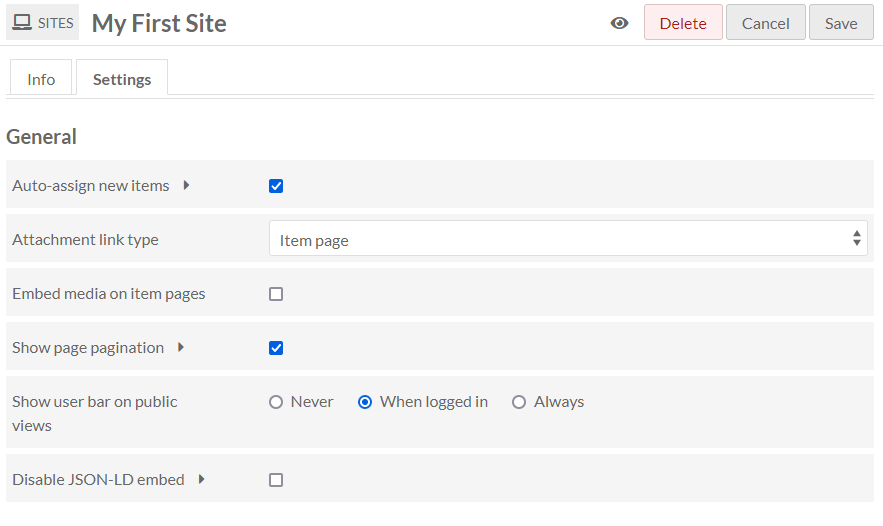 SITES My First Site Delete Cancel Save
Info Settings
General
Auto-assign new items
Attachment link type Item page
Embed media on item pages
Show page pagination
Show user bar on public
views
Never When logged in Always
Disable JSON-LD embed